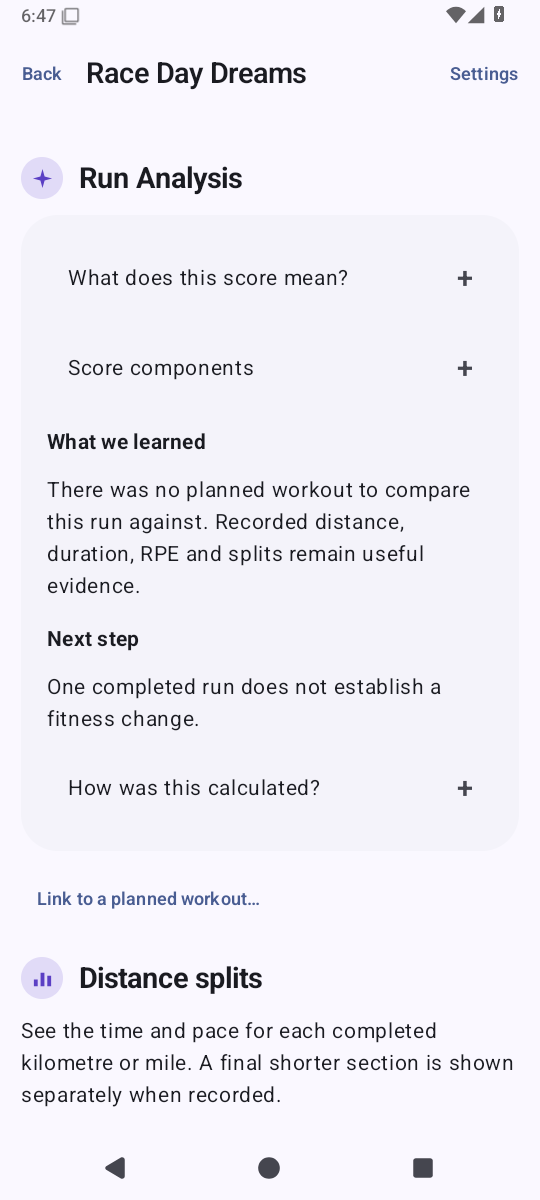 6:47
Back Race Day Dreams Settings
Run Analysis
What does this score mean? +
Score components +
What we learned
There was no planned workout to compare
this run against. Recorded distance,
duration, RPE and splits remain useful
evidence.
Next step
One completed run does not establish a
fitness change.
How was this calculated? +
Link to a planned workout…
Distance splits
See the time and pace for each completed
kilometre or mile. A final shorter section is shown
separately when recorded.